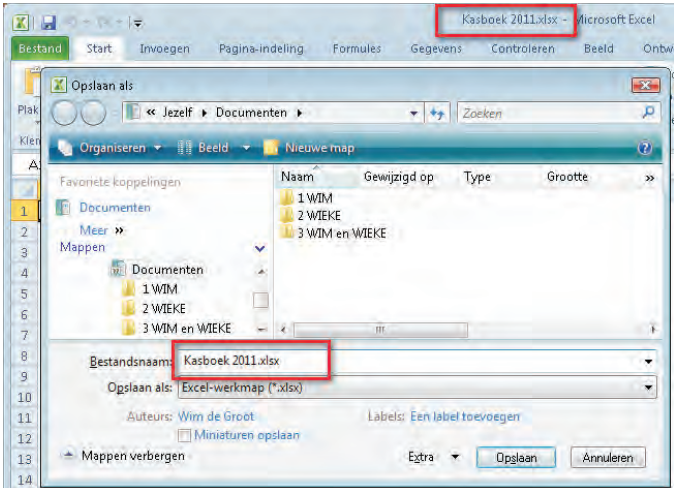 Kasboek 2011.xlsx - Microsoft Excel
Bestand Start Invoegen Pagina-indeling Formules Gegevens Controleren Beeld Ontw
Opslaan als
Plak
« Jezelf Documenten Zoeken
Klem
Organiseren Beeld Nieuwe map
A
Favoriete koppelingen Naam Gewijzigd op Type Grootte »
1 Documenten 1 WIM
2 Meer » 2 WIEKE
3 Mappen 3 WIM en WIEKE
4 Documenten
5 1 WIM
6 2 WIEKE
7 3 WIM en WIEKE
8 Bestandsnaam: Kasboek 2011.xlsx
9
10 Opslaan als: Excel-werkmap (*.xlsx)
11 Auteurs: Wim de Groot Labels: Een label toevoegen
12 Miniaturen opslaan
13 Mappen verbergen Extra Opslaan Annuleren
14